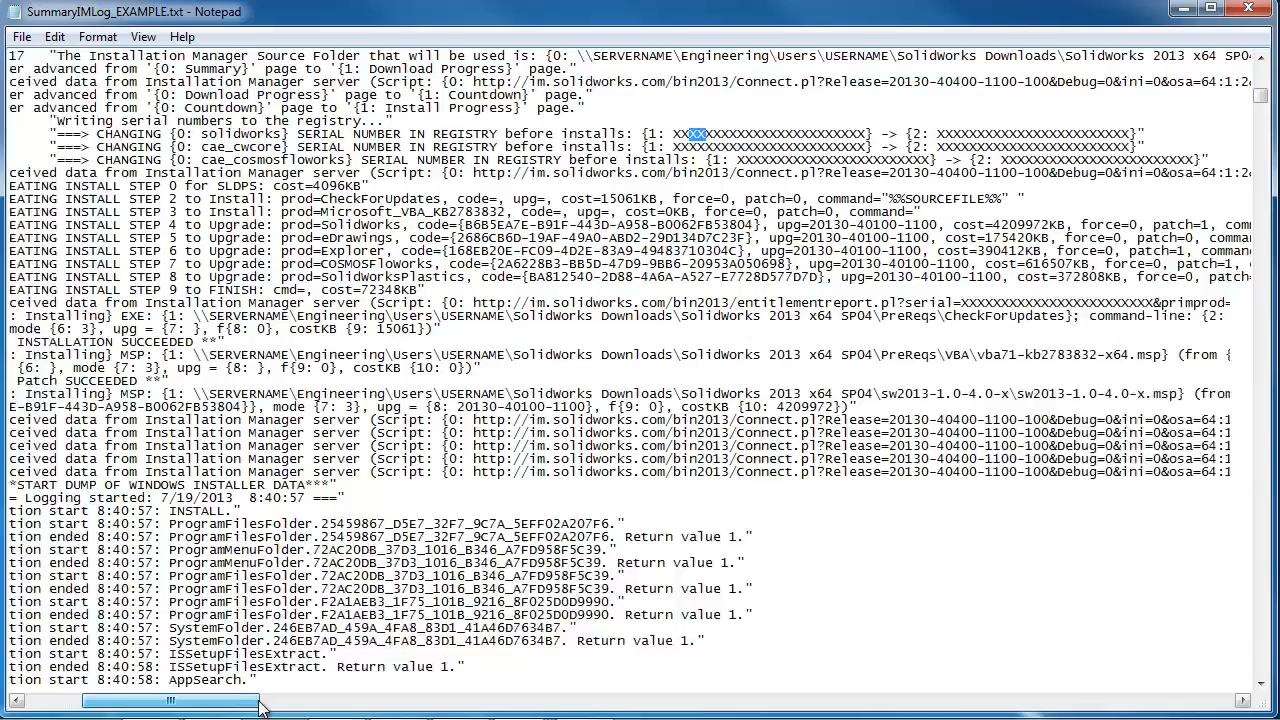 SummaryIMLog_EXAMPLE.txt - Notepad
File Edit Format View Help
17 "The Installation Manager Source Folder that will be used is: {0: \\SERVERNAME\Engineering\Users\USERNAME\SolidWorks Downloads\SolidWorks 2013 x64 SP04
er advanced from '{0: Summary}' page to '{1: Download Progress}' page."
ceived data from Installation Manager server (Script: {0: http://im.solidworks.com/bin2013/Connect.pl?Release=20130-40400-1100-100&Debug=0&ini=0&osa=64:1:2
er advanced from '{0: Download Progress}' page to '{1: Countdown}' page."
er advanced from '{0: Countdown}' page to '{1: Install Progress}' page."
"Writing serial numbers to the registry..."
"===> CHANGING {0: solidworks} SERIAL NUMBER IN REGISTRY before installs: {1: xxxxxxxxxxxxxxxxxxxxxxxx} -> {2: xxxxxxxxxxxxxxxxxxxxxxxx}"
"===> CHANGING {0: cae_cwcore} SERIAL NUMBER IN REGISTRY before installs: {1: xxxxxxxxxxxxxxxxxxxxxxxx} -> {2: xxxxxxxxxxxxxxxxxxxxxxxx}"
"===> CHANGING {0: cae_cosmosfloworks} SERIAL NUMBER IN REGISTRY before installs: {1: xxxxxxxxxxxxxxxxxxxxxxxx} -> {2: xxxxxxxxxxxxxxxxxxxxxxxx}"
ceived data from Installation Manager server (Script: {0: http://im.solidworks.com/bin2013/Connect.pl?Release=20130-40400-1100-100&Debug=0&ini=0&osa=64:1:2
EATING INSTALL STEP 0 for SLDPS: cost=4096KB"
EATING INSTALL STEP 2 to Install: prod=CheckForUpdates, code=, upg=, cost=15061KB, force=0, patch=0, command="%%SOURCEFILE%%" "
EATING INSTALL STEP 3 to Install: prod=Microsoft_VBA_KB2783832, code=, upg=, cost=0KB, force=0, patch=0, command="
EATING INSTALL STEP 4 to Upgrade: prod=SolidWorks, code={B6B5EA7E-B91F-443D-A958-B0062FB53804}, upg=20130-40100-1100, cost=4209972KB, force=0, patch=1, com
EATING INSTALL STEP 5 to Upgrade: prod=eDrawings, code={2686CB6D-19AF-49A0-ABD2-29D134D7C23F}, upg=20130-40100-1100, cost=175420KB, force=0, patch=0, comma
EATING INSTALL STEP 6 to Upgrade: prod=Explorer, code={168EB20E-FC09-4D2E-83A9-49483710304C}, upg=20130-40100-1100, cost=390412KB, force=0, patch=1, comman
EATING INSTALL STEP 7 to Upgrade: prod=COSMOSFloWorks, code={2A6228B3-EB5D-47D9-9BB6-20953A050698}, upg=20130-40100-1100, cost=616507KB, force=0, patch=1,
EATING INSTALL STEP 8 to Upgrade: prod=SolidWorksPlastics, code={BA812540-2D88-4A6A-A527-E7728D577D7D}, upg=20130-40100-1100, cost=372808KB, force=0, patch
EATING INSTALL STEP 9 to FINISH: cmd=, cost=72348KB"
ceived data from Installation Manager server (Script: {0: http://im.solidworks.com/bin2013/entitlementreport.pl?serial=xxxxxxxxxxxxxxxxxxxxxxxx&primprod=
: Installing} EXE: {1: \\SERVERNAME\Engineering\Users\USERNAME\SolidWorks Downloads\SolidWorks 2013 x64 SP04\PreReqs\CheckForUpdates}; command-line: {2:
mode {6: 3}, upg = {7: }, f{8: 0}, costKB {9: 15061})"
INSTALLATION SUCCEEDED **"
: Installing} MSP: {1: \\SERVERNAME\Engineering\Users\USERNAME\SolidWorks Downloads\SolidWorks 2013 x64 SP04\PreReqs\VBA\vba71-kb2783832-x64.msp} (from {
{6: }, mode {7: 3}, upg = {8: }, f{9: 0}, costKB {10: 0})"
Patch SUCCEEDED **"
: Installing} MSP: {1: \\SERVERNAME\Engineering\Users\USERNAME\SolidWorks Downloads\SolidWorks 2013 x64 SP04\sw2013-1.0-4.0-x\sw2013-1.0-4.0-x.msp} (from
E-B91F-443D-A958-B0062FB53804}}, mode {7: 3}, upg = {8: 20130-40100-1100}, f{9: 0}, costKB {10: 4209972})"
ceived data from Installation Manager server (Script: {0: http://im.solidworks.com/bin2013/Connect.pl?Release=20130-40400-1100-100&Debug=0&ini=0&osa=64:1
ceived data from Installation Manager server (Script: {0: http://im.solidworks.com/bin2013/Connect.pl?Release=20130-40400-1100-100&Debug=0&ini=0&osa=64:1
ceived data from Installation Manager server (Script: {0: http://im.solidworks.com/bin2013/Connect.pl?Release=20130-40400-1100-100&Debug=0&ini=0&osa=64:1
ceived data from Installation Manager server (Script: {0: http://im.solidworks.com/bin2013/Connect.pl?Release=20130-40400-1100-100&Debug=0&ini=0&osa=64:1
ceived data from Installation Manager server (Script: {0: http://im.solidworks.com/bin2013/Connect.pl?Release=20130-40400-1100-100&Debug=0&ini=0&osa=64:1
*START DUMP OF WINDOWS INSTALLER DATA***"
= Logging started: 7/19/2013  8:40:57 ==="
tion start 8:40:57: INSTALL."
tion start 8:40:57: ProgramFilesFolder.25459867_D5E7_32F7_9C7A_5EFF02A207F6."
tion ended 8:40:57: ProgramFilesFolder.25459867_D5E7_32F7_9C7A_5EFF02A207F6. Return value 1."
tion start 8:40:57: ProgramMenuFolder.72AC20DB_37D3_1016_B346_A7FD958F5C39."
tion ended 8:40:57: ProgramMenuFolder.72AC20DB_37D3_1016_B346_A7FD958F5C39. Return value 1."
tion start 8:40:57: ProgramFilesFolder.72AC20DB_37D3_1016_B346_A7FD958F5C39."
tion ended 8:40:57: ProgramFilesFolder.72AC20DB_37D3_1016_B346_A7FD958F5C39. Return value 1."
tion start 8:40:57: ProgramFilesFolder.F2A1AEB3_1F75_101B_9216_8F025D0D9990."
tion ended 8:40:57: ProgramFilesFolder.F2A1AEB3_1F75_101B_9216_8F025D0D9990. Return value 1."
tion start 8:40:57: SystemFolder.246EB7AD_459A_4FA8_83D1_41A46D7634B7."
tion ended 8:40:57: SystemFolder.246EB7AD_459A_4FA8_83D1_41A46D7634B7. Return value 1."
tion start 8:40:57: ISSetupFilesExtract."
tion ended 8:40:58: ISSetupFilesExtract. Return value 1."
tion start 8:40:58: AppSearch."